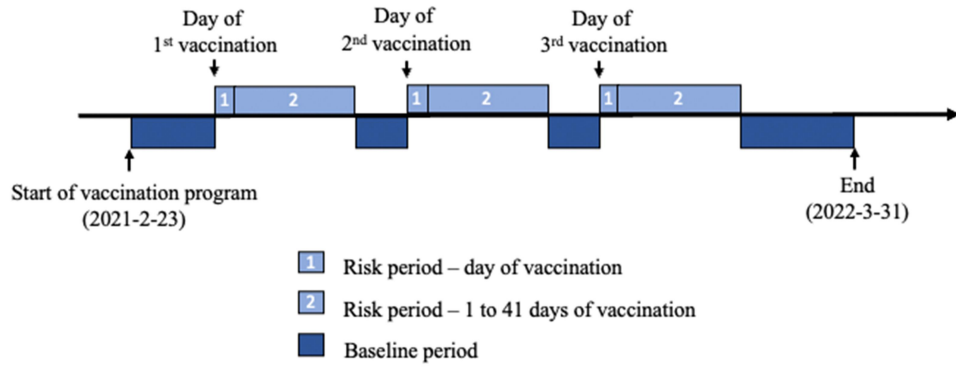 Day of
1st vaccination
Day of
2nd vaccination
Day of
3rd vaccination
1 2 1 2 1 2
Start of vaccination program
(2021-2-23)
End
(2022-3-31)
1 Risk period – day of vaccination
2 Risk period – 1 to 41 days of vaccination
Baseline period